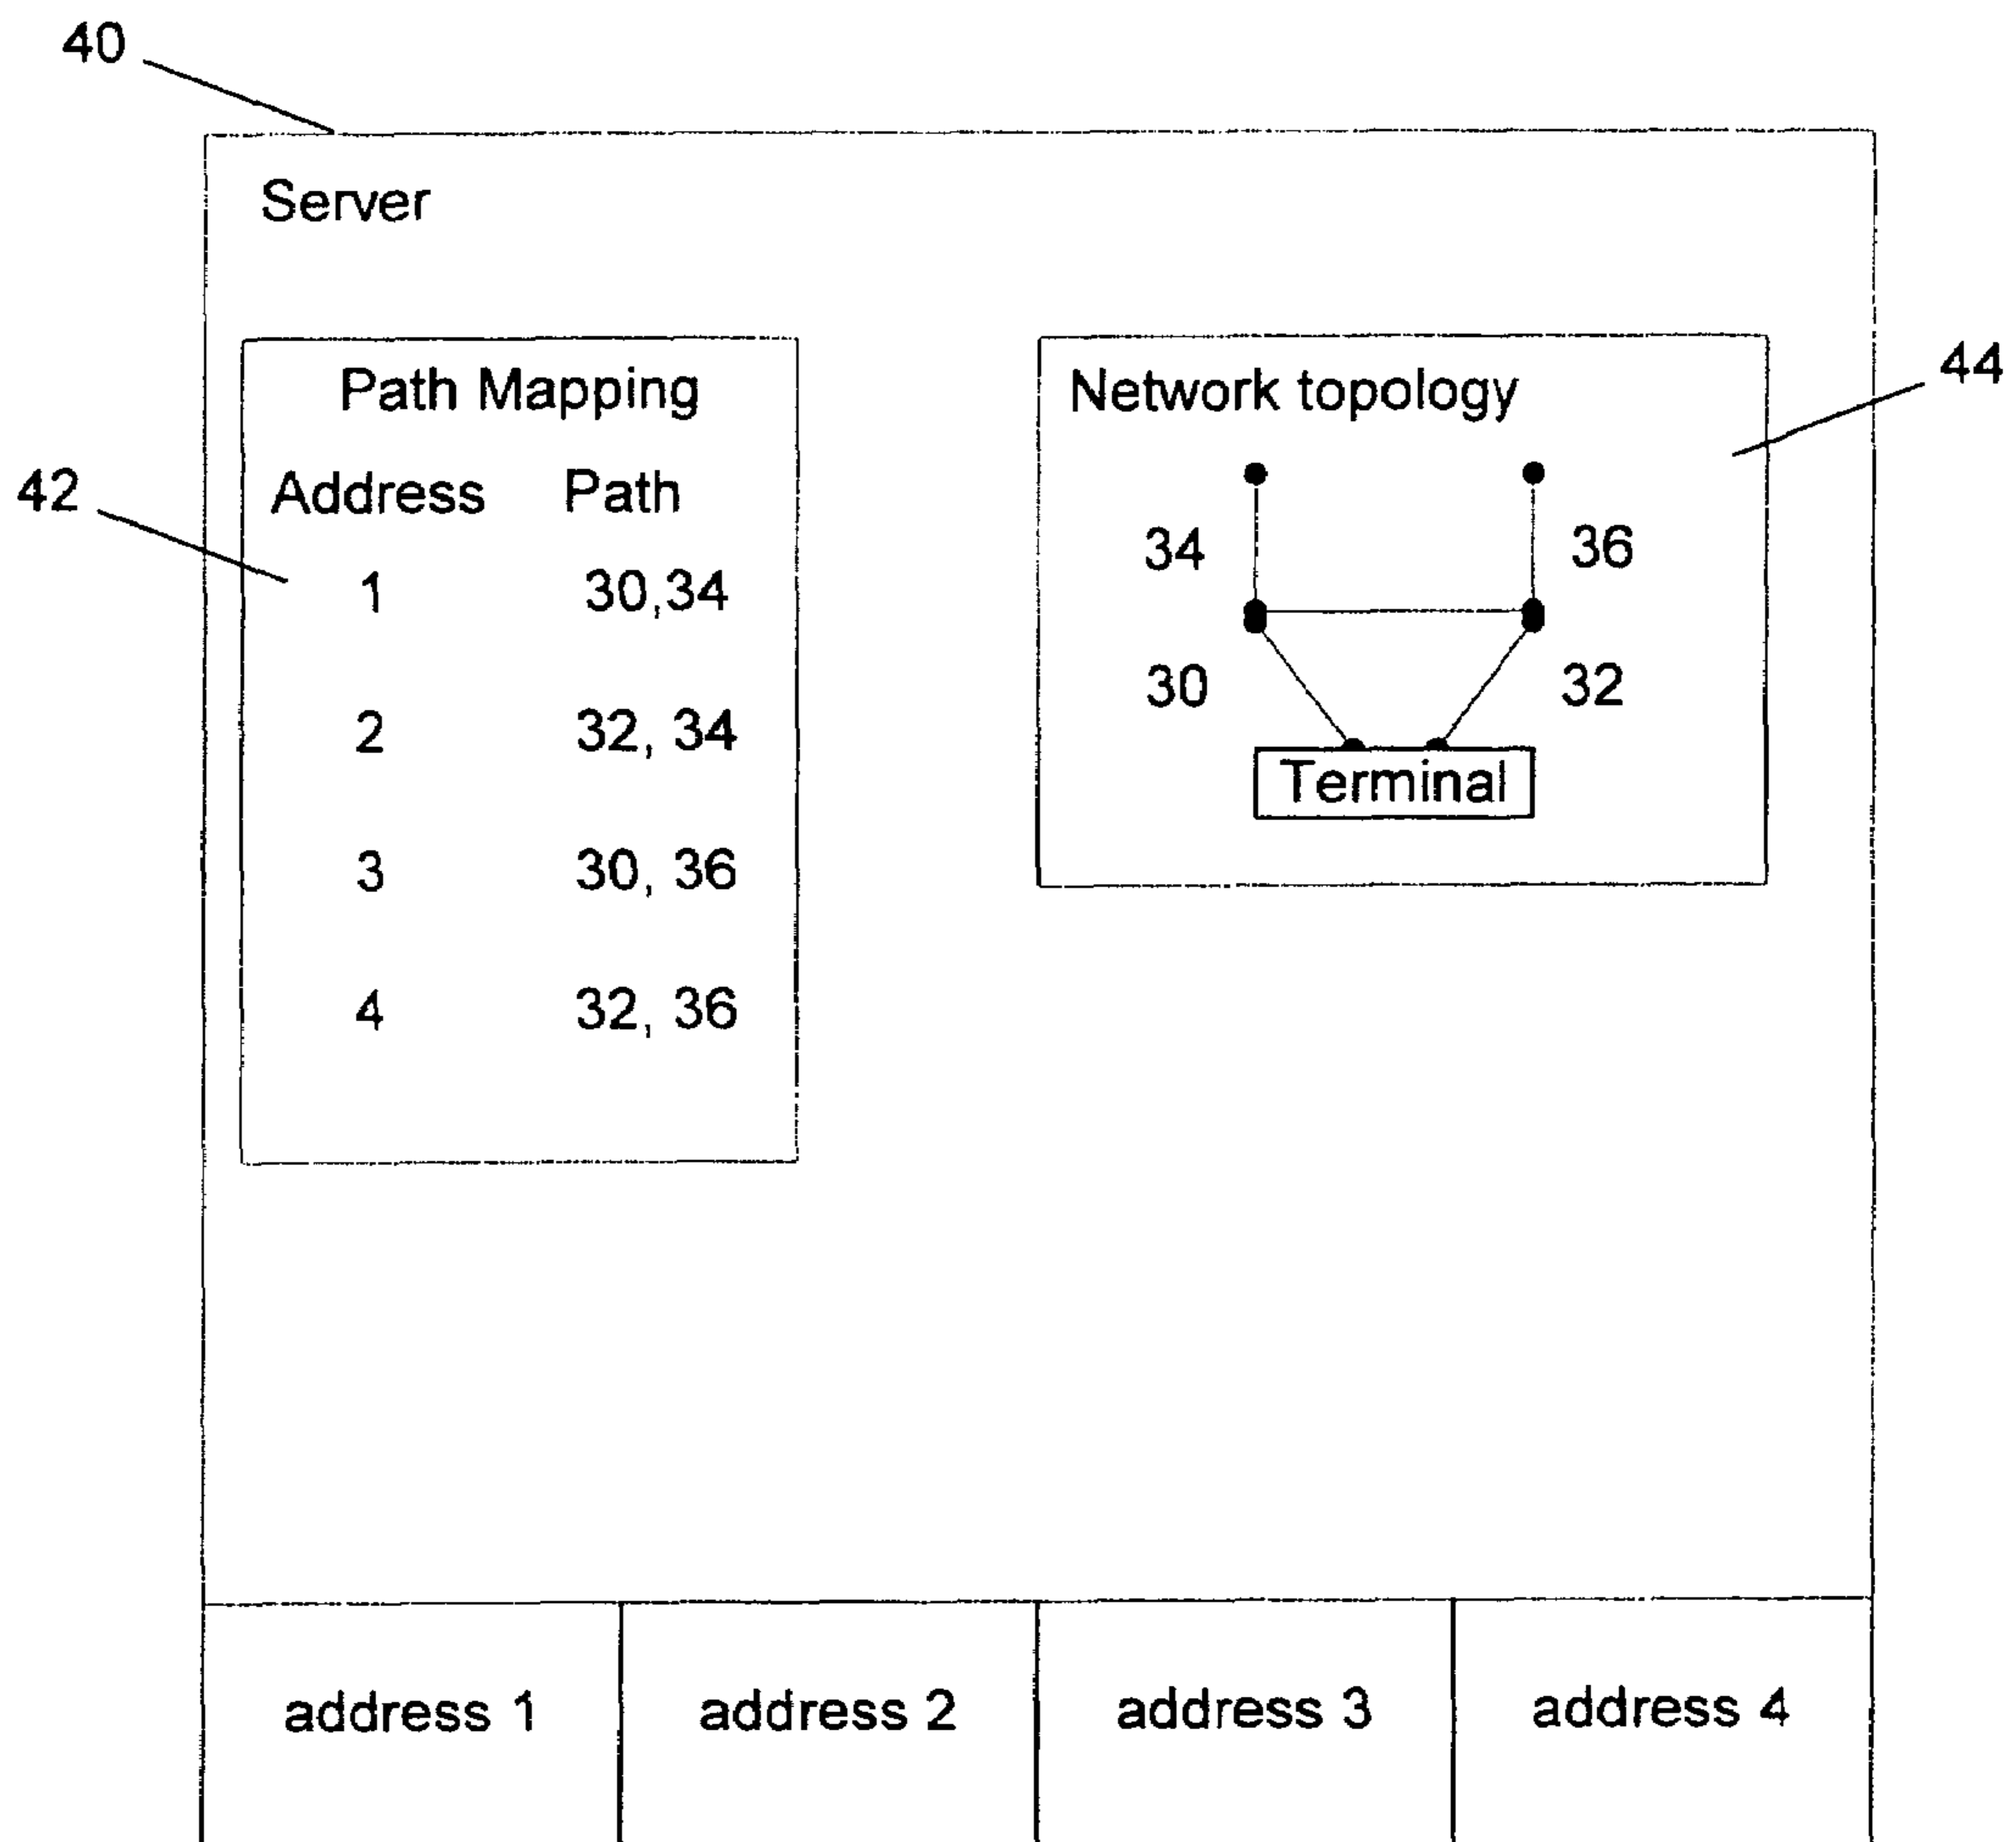 40
Server
Path Mapping
Address Path
42
1 30,34
2 32, 34
3 30, 36
4 32, 36
Network topology
44
34 36
30 32
Terminal
address 1 address 2 address 3 address 4